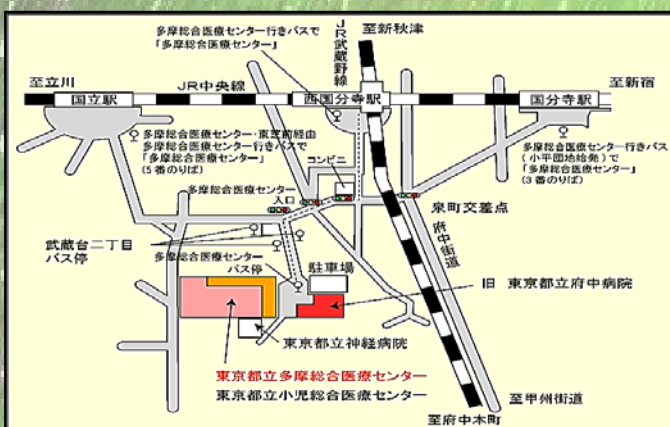 多摩総合医療センター行きバスで
「多摩総合医療センター」
JR武蔵野線
至新秋津
至立川
JR中央線
至新宿
国立駅
西国分寺駅
国分寺駅
多摩総合医療センター・東芝前経由
多摩総合医療センター行きバスで
「多摩総合医療センター」
(5番のりば)
コンビニ
多摩総合医療センター行きバス
(小平団地始発)で
「多摩総合医療センター」
(3番のりば)
多摩総合医療センター
入口
泉町交差点
府中街道
武蔵台二丁目
バス停
多摩総合医療センター
バス停
駐車場
旧 東京都立府中病院
東京都立神経病院
東京都立多摩総合医療センター
東京都立小児総合医療センター
至甲州街道
至府中本町